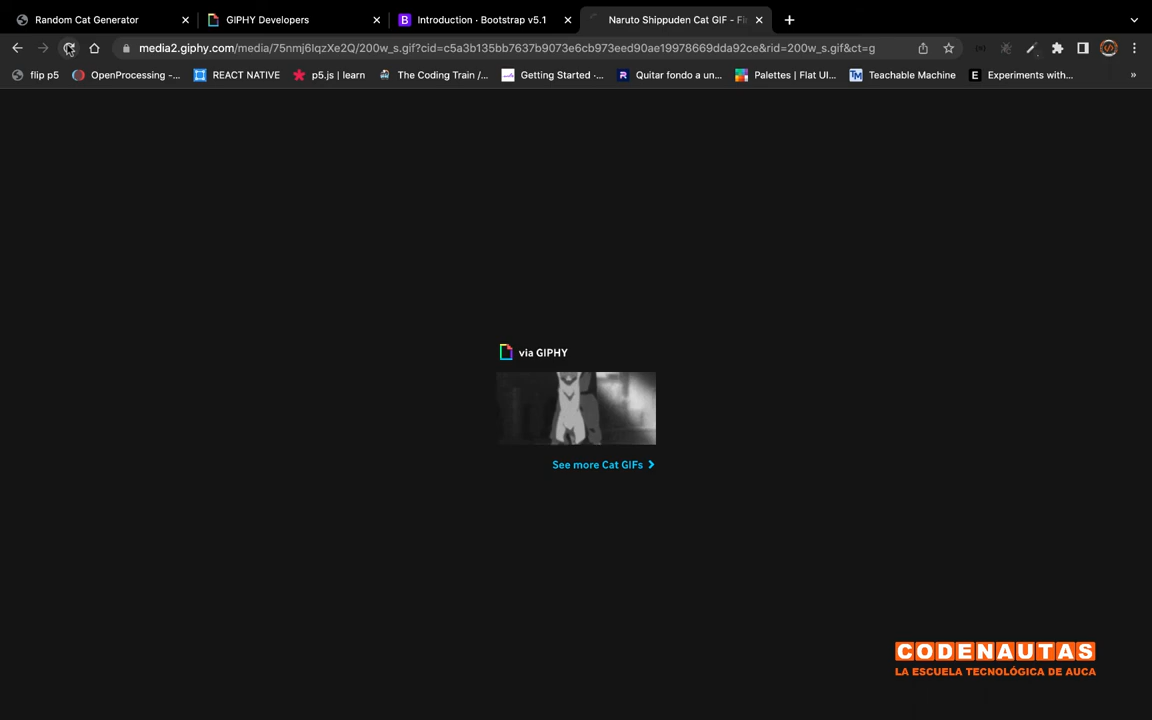 Random Cat Generator
GIPHY Developers
Introduction · Bootstrap v5.1
Naruto Shippuden Cat GIF - Fi
media2.giphy.com/media/75nmj6IqzXe2Q/200w_s.gif?cid=c5a3b135bb7637b9073e6cb973eed90ae19978669dda92ce&rid=200w_s.gif&ct=g
flip p5
OpenProcessing -...
REACT NATIVE
p5.js | learn
The Coding Train /...
Getting Started ·...
Quitar fondo a un...
Palettes | Flat UI...
TM Teachable Machine
E Experiments with...
»
via GIPHY
See more Cat GIFs
CODENAUTAS
LA ESCUELA TECNOLÓGICA DE AUCA